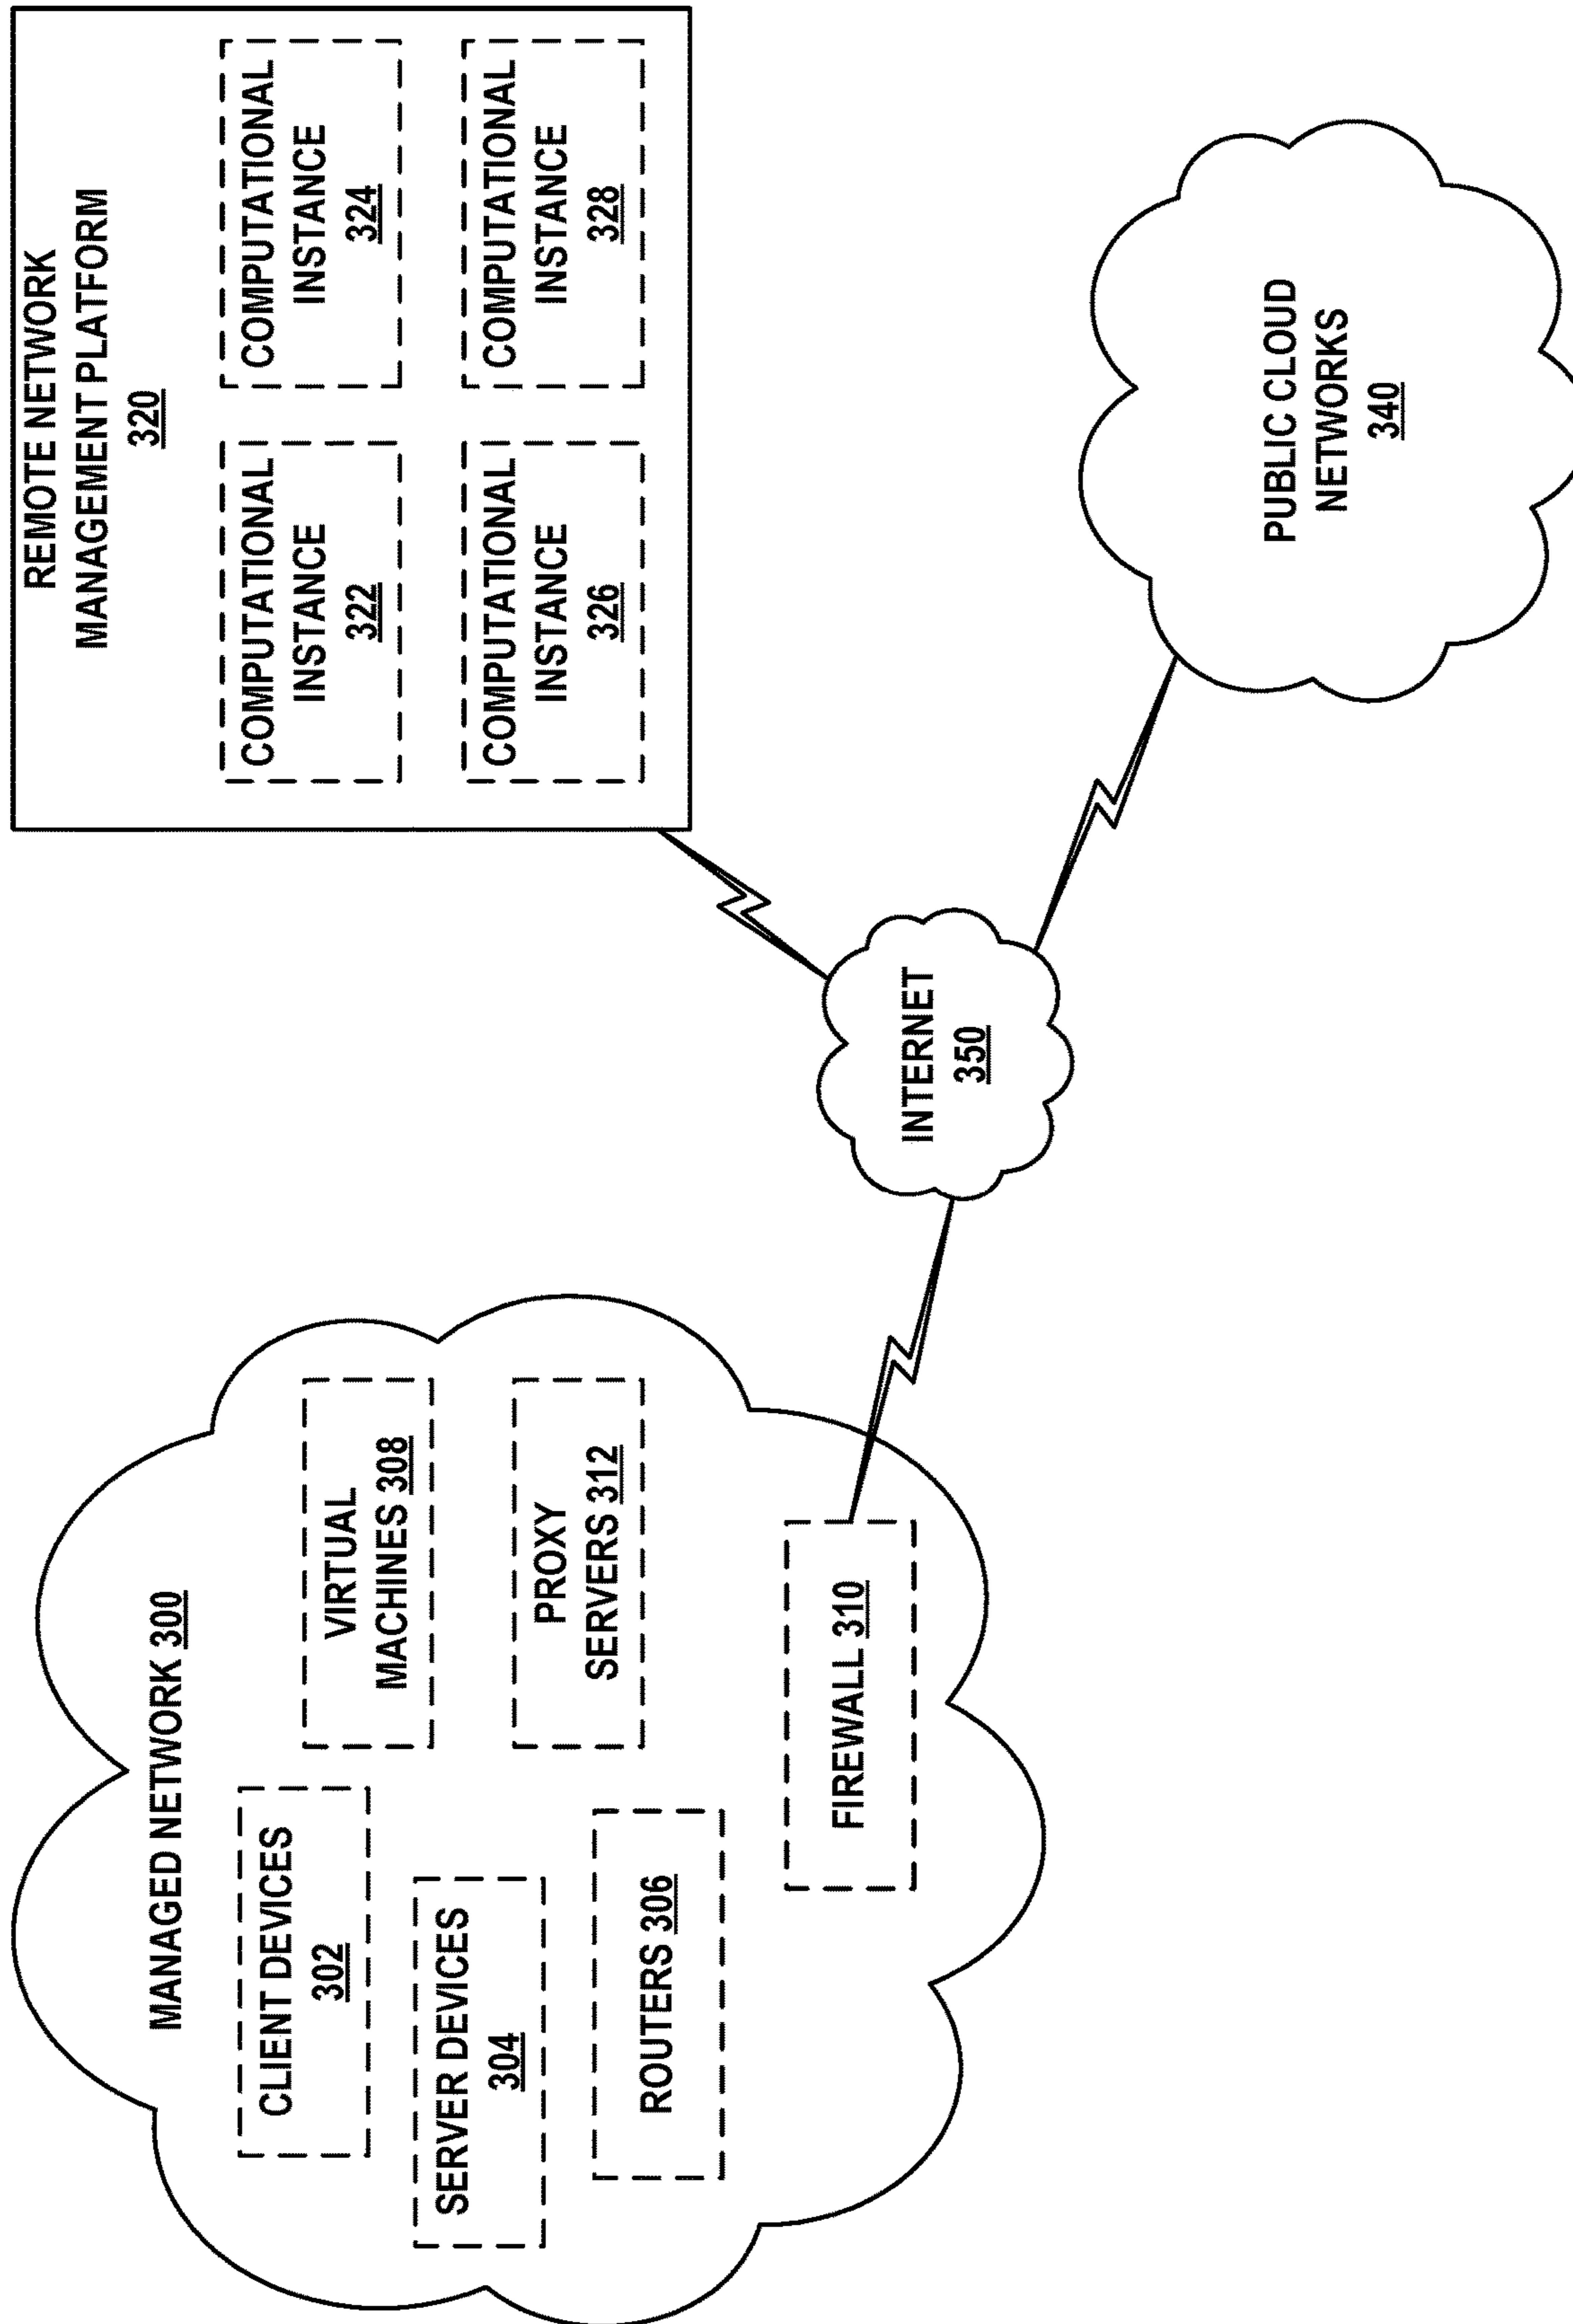 MANAGED NETWORK 300
CLIENT DEVICES
302
SERVER DEVICES
304
ROUTERS 306
VIRTUAL
MACHINES 308
PROXY
SERVERS 312
FIREWALL 310
INTERNET
350
REMOTE NETWORK
MANAGEMENT PLATFORM
320
COMPUTATIONAL
INSTANCE
322
COMPUTATIONAL
INSTANCE
324
COMPUTATIONAL
INSTANCE
326
COMPUTATIONAL
INSTANCE
328
PUBLIC CLOUD
NETWORKS
340